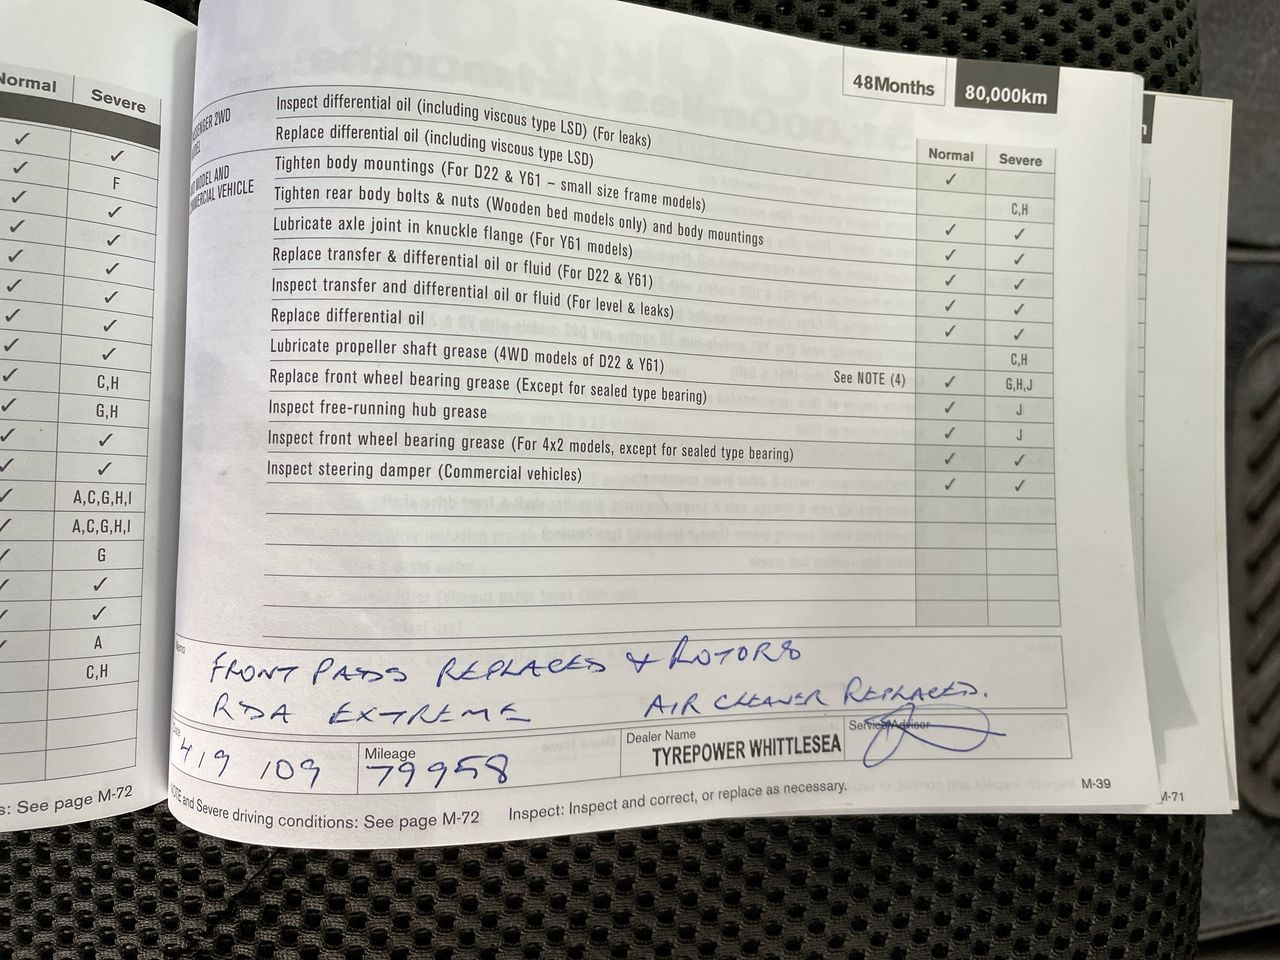 Normal Severe
✓ ✓
✓ F
✓ ✓
✓ ✓
✓ ✓
✓ ✓
✓ ✓
✓ ✓
✓ C,H
✓ G,H
✓ ✓
✓ ✓
✓ A,C,G,H,I
✓ A,C,G,H,I
✓ G
✓ ✓
✓ ✓
✓ A
C,H
s: See page M-72
48Months 80,000km
Normal Severe
2WD
MODEL AND
VEHICLE
Inspect differential oil (including viscous type LSD) (For leaks) ✓
Replace differential oil (including viscous type LSD) C,H
Tighten body mountings (For D22 & Y61 – small size frame models) ✓ ✓
Tighten rear body bolts & nuts (Wooden bed models only) and body mountings ✓ ✓
Lubricate axle joint in knuckle flange (For Y61 models) ✓ ✓
Replace transfer & differential oil or fluid (For D22 & Y61) ✓ ✓
Inspect transfer and differential oil or fluid (For level & leaks) ✓ ✓
Replace differential oil C,H
Lubricate propeller shaft grease (4WD models of D22 & Y61) See NOTE (4) ✓ G,H,J
Replace front wheel bearing grease (Except for sealed type bearing) ✓ J
Inspect free-running hub grease ✓ J
Inspect front wheel bearing grease (For 4x2 models, except for sealed type bearing) ✓ ✓
Inspect steering damper (Commercial vehicles) ✓ ✓
FRONT PADS REPLACED & ROTORS
RDA EXTREME AIR CLEANER REPLACED.
Mileage Dealer Name Service Advisor
419 109 79958 TYREPOWER WHITTLESEA
and Severe driving conditions: See page M-72 Inspect: Inspect and correct, or replace as necessary. M-39
M-71